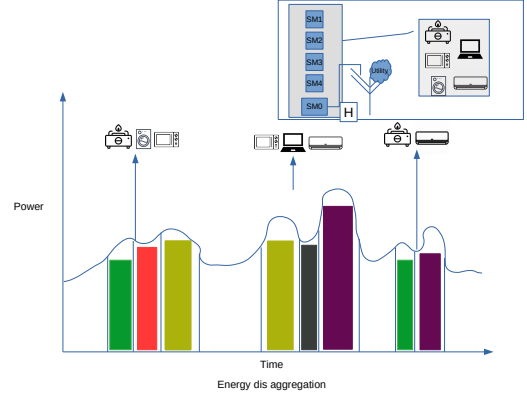 SM1
SM2
SM3
SM4
SM0
H
Utility
Power
Time
Energy dis aggregation